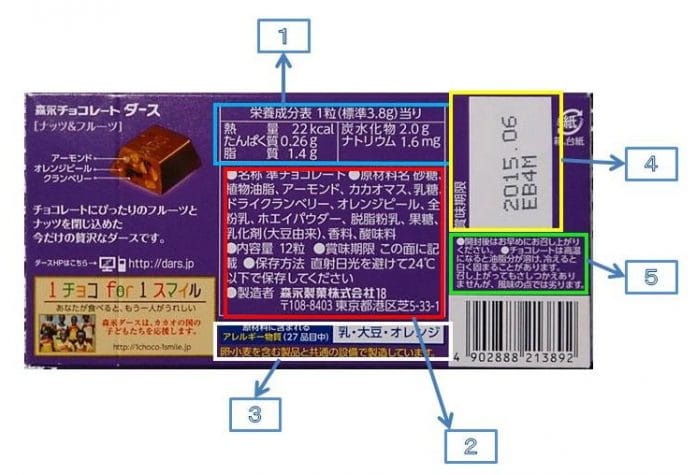 1
森永チョコレート ダース
[ナッツ&フルーツ]
アーモンド
オレンジピール
クランベリー
チョコレートにぴったりのフルーツと
ナッツを閉じ込めた
今だけの贅沢なダースです。
ダースHPはこちら→
http://dars.jp
1 チョコ for 1 スマイル
あなたが食べると、もう一人がうれしい
森永ダースは、カカオの国の
子どもたちを応援します。
http://1choco-1smile.jp
栄養成分表 1粒(標準3.8g)当り
熱 量 22 kcal 炭水化物 2.0 g
たんぱく質 0.26 g ナトリウム 1.6 mg
脂 質 1.4 g
●名称 準チョコレート ●原材料名 砂糖、
植物油脂、アーモンド、カカオマス、乳糖、
ドライクランベリー、オレンジピール、全
粉乳、ホエイパウダー、脱脂粉乳、果糖、
乳化剤(大豆由来)、香料、酸味料
●内容量 12粒 ●賞味期限 この面に記
載 ●保存方法 直射日光を避けて24℃
以下で保存してください
●製造者 森永製菓株式会社18
〒108-8403 東京都港区芝5-33-1
原材料に含まれる
アレルギー物質(27品目中)
乳・大豆・オレンジ
卵・小麦を含む製品と共通の設備で製造しています。
賞味期限
2015.06
EB4M
紙
箱,台紙
4
●開封後はお早めにお召し上がり
ください。 ●チョコレートは高温
になると油脂分が溶け、冷えると
白く固まることがあります。
召し上がってもさしつかえあり
ませんが、風味の点では劣ります。
5
4 902888 213892
3
2